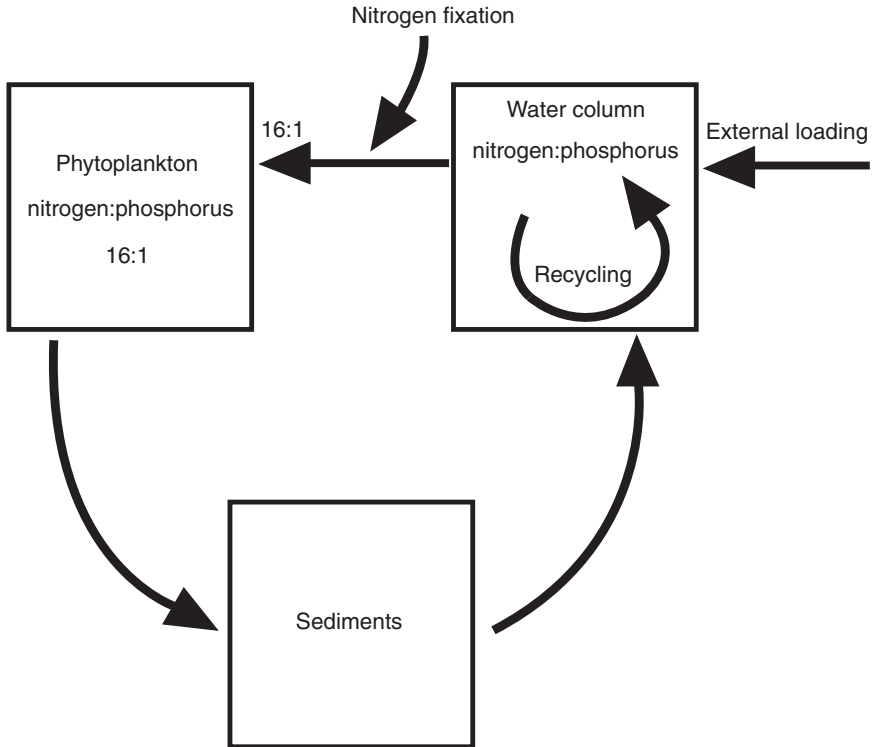 Nitrogen fixation
16:1
Phytoplankton
nitrogen:phosphorus
16:1
Water column
nitrogen:phosphorus
Recycling
External loading
Sediments